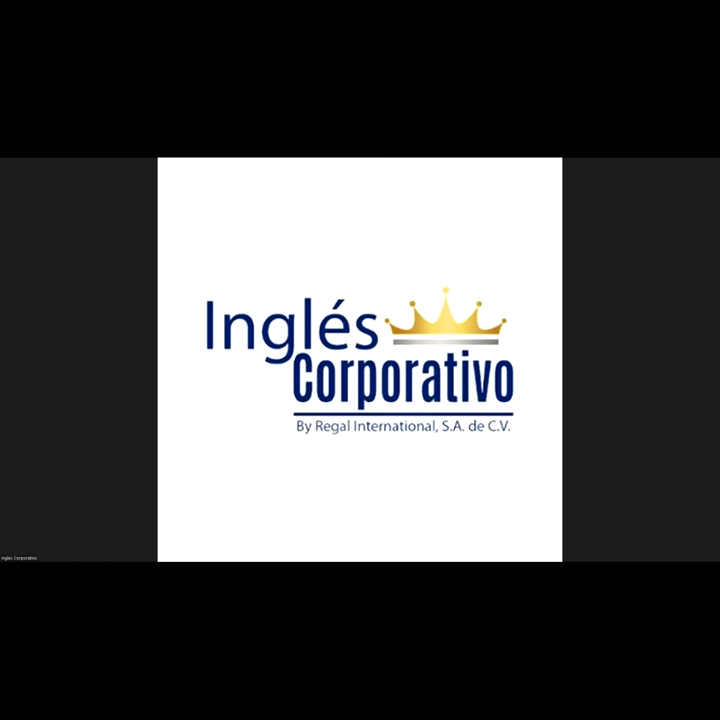 Inglés
Corporativo
By Regal International, S.A. de C.V.
Ingles Corporativo